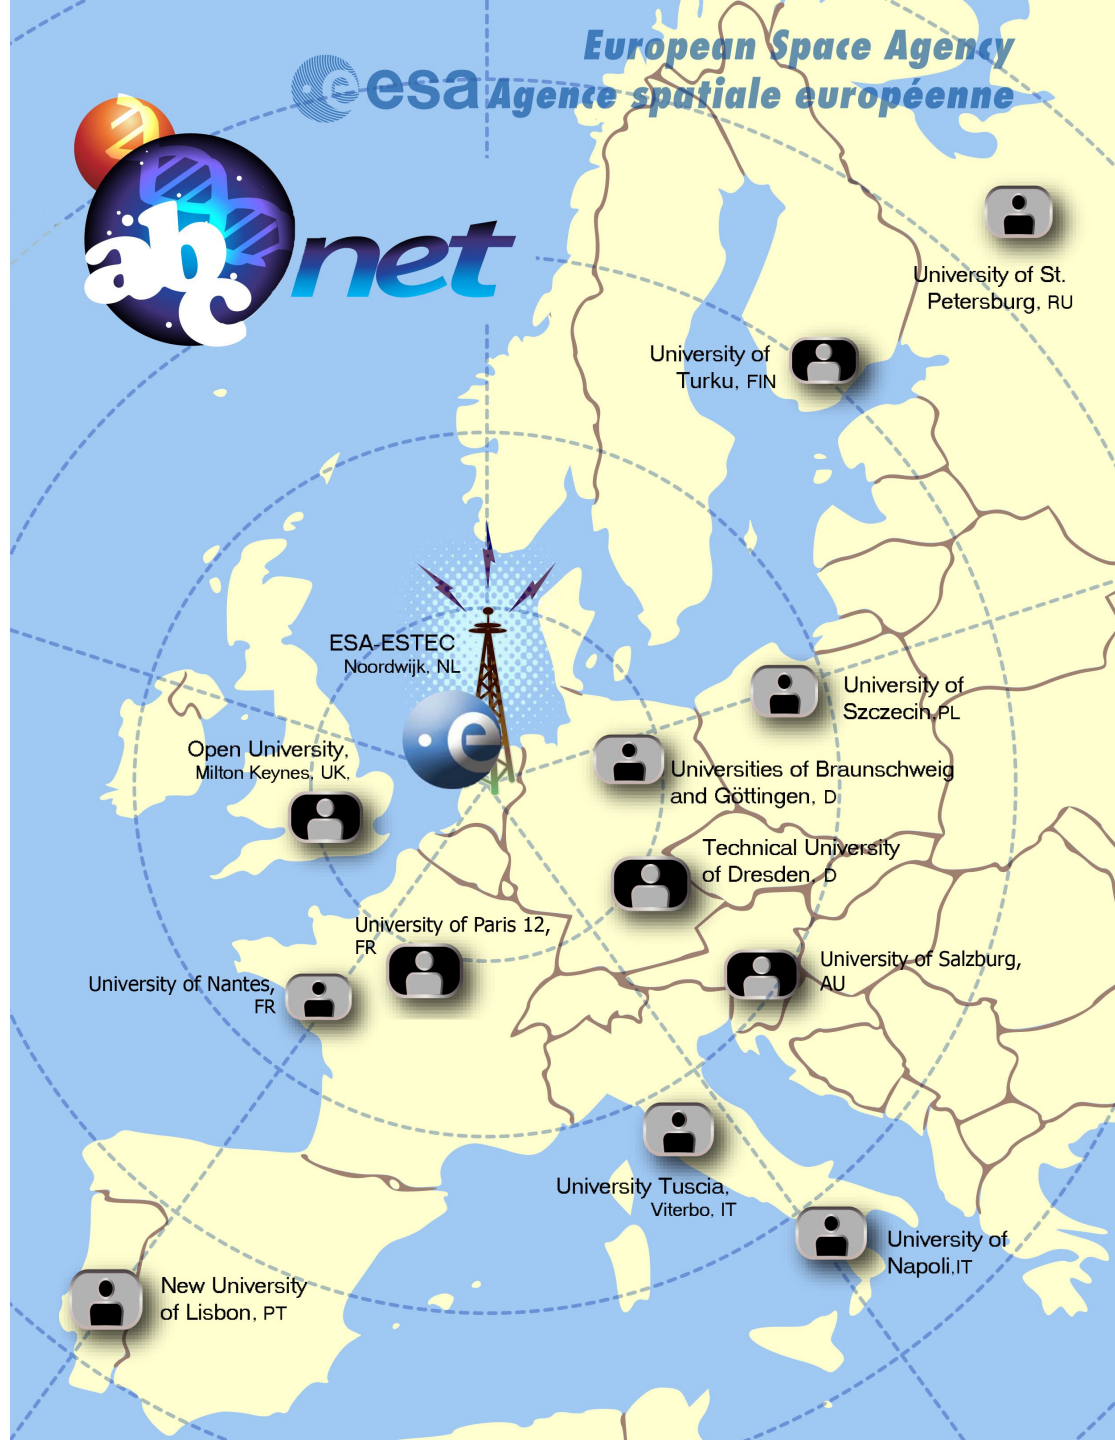 European Space Agency
esa Agence spatiale européenne
abc net
University of St.
Petersburg, RU
University of
Turku, FIN
ESA-ESTEC
Noordwijk, NL
e
University of
Szczecin,PL
Open University,
Milton Keynes, UK,
Universities of Braunschweig
and Göttingen, D
Technical University
of Dresden, D
University of Paris 12,
FR
University of Salzburg,
AU
University of Nantes,
FR
University Tuscia,
Viterbo, IT
University of
Napoli,IT
New University
of Lisbon, PT